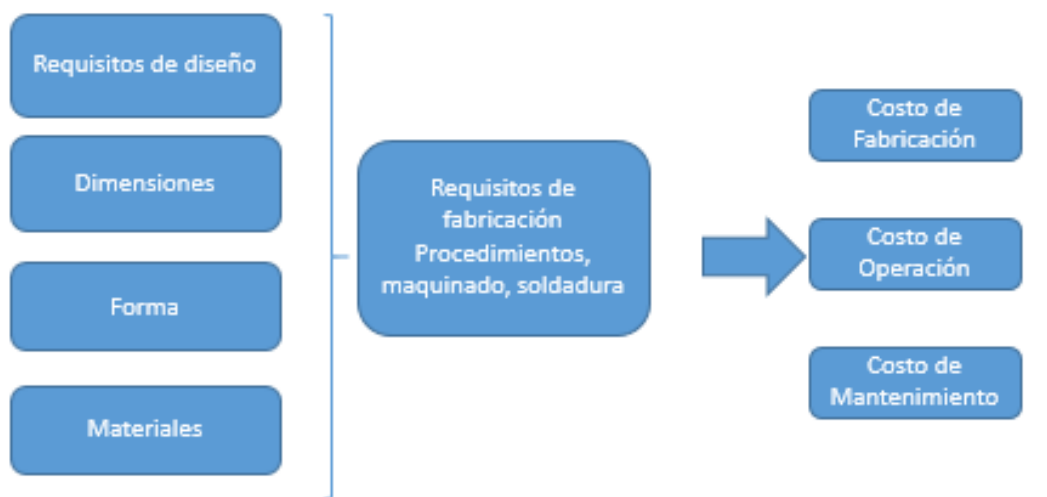 Requisitos de diseño
Dimensiones
Forma
Materiales
Requisitos de
fabricación
Procedimientos,
maquinado, soldadura
Costo de
Fabricación
Costo de
Operación
Costo de
Mantenimiento